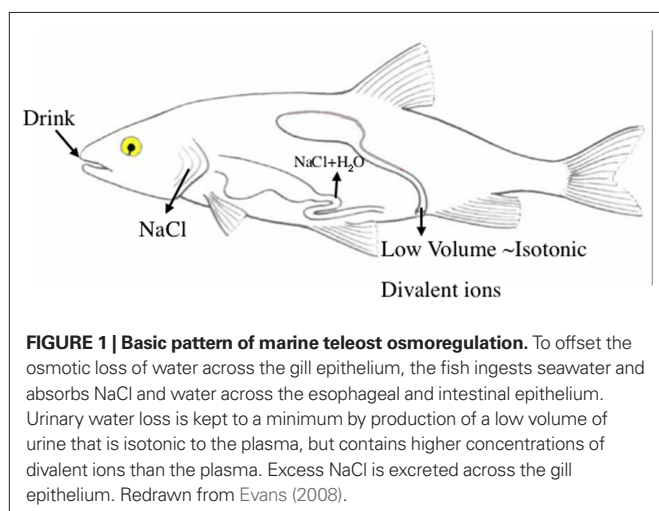 Drink
NaCl+H₂O
NaCl
Low Volume ~Isotonic
Divalent ions
FIGURE 1 | Basic pattern of marine teleost osmoregulation. To offset the
osmotic loss of water across the gill epithelium, the fish ingests seawater and
absorbs NaCl and water across the esophageal and intestinal epithelium.
Urinary water loss is kept to a minimum by production of a low volume of
urine that is isotonic to the plasma, but contains higher concentrations of
divalent ions than the plasma. Excess NaCl is excreted across the gill
epithelium. Redrawn from Evans (2008).